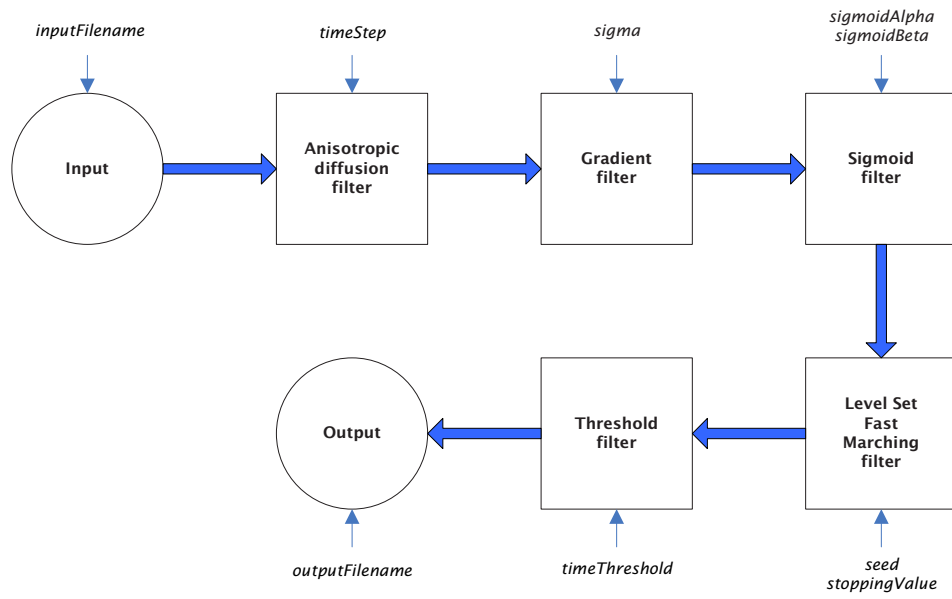 inputFilename
timeStep
sigma
sigmoidAlpha
sigmoidBeta
Input
Anisotropic
diffusion
filter
Gradient
filter
Sigmoid
filter
Output
Threshold
filter
Level Set
Fast
Marching
filter
outputFilename
timeThreshold
seed
stoppingValue